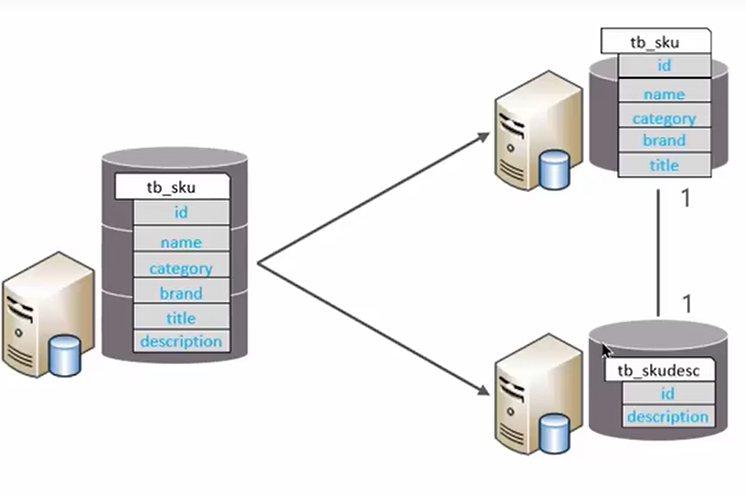 tb_sku
id
name
category
brand
title
description
tb_sku
id
name
category
brand
title
1
1
tb_skudesc
id
description